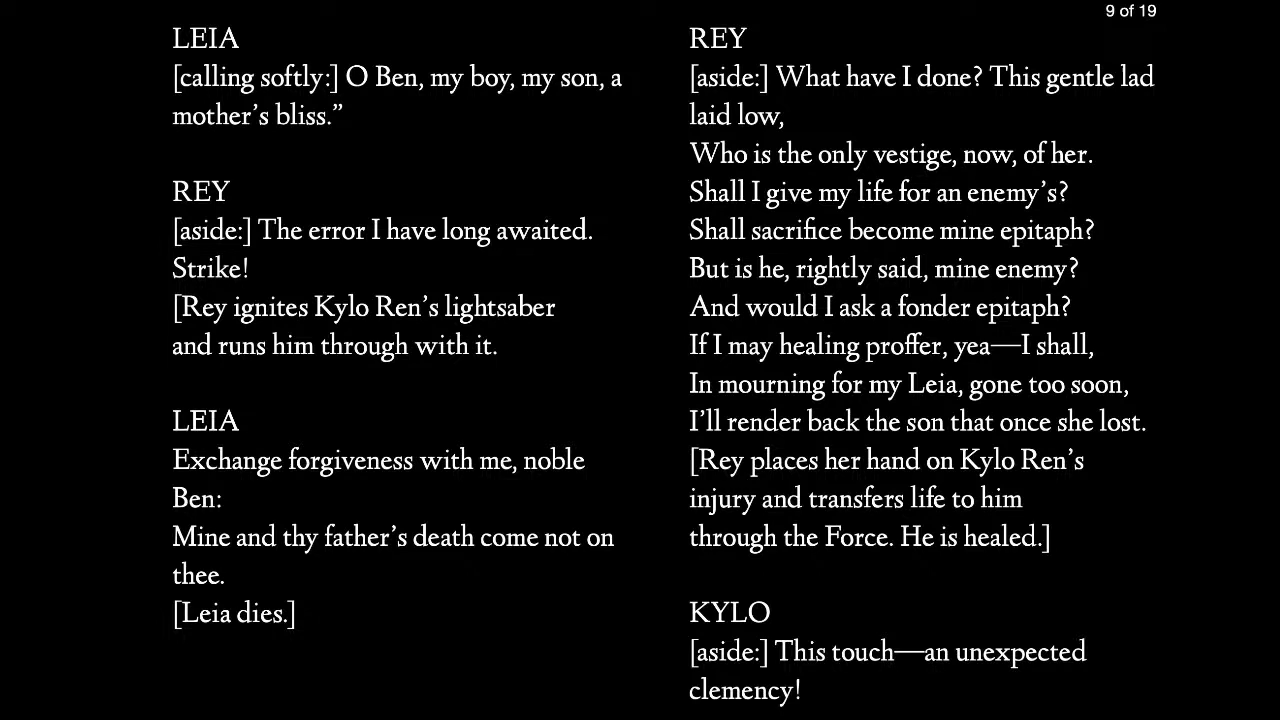 9 of 19
LEIA
[calling softly:] O Ben, my boy, my son, a
mother’s bliss.”
REY
[aside:] The error I have long awaited.
Strike!
[Rey ignites Kylo Ren’s lightsaber
and runs him through with it.
LEIA
Exchange forgiveness with me, noble
Ben:
Mine and thy father’s death come not on
thee.
[Leia dies.]
REY
[aside:] What have I done? This gentle lad
laid low,
Who is the only vestige, now, of her.
Shall I give my life for an enemy’s?
Shall sacrifice become mine epitaph?
But is he, rightly said, mine enemy?
And would I ask a fonder epitaph?
If I may healing proffer, yea—I shall,
In mourning for my Leia, gone too soon,
I’ll render back the son that once she lost.
[Rey places her hand on Kylo Ren’s
injury and transfers life to him
through the Force. He is healed.]
KYLO
[aside:] This touch—an unexpected
clemency!